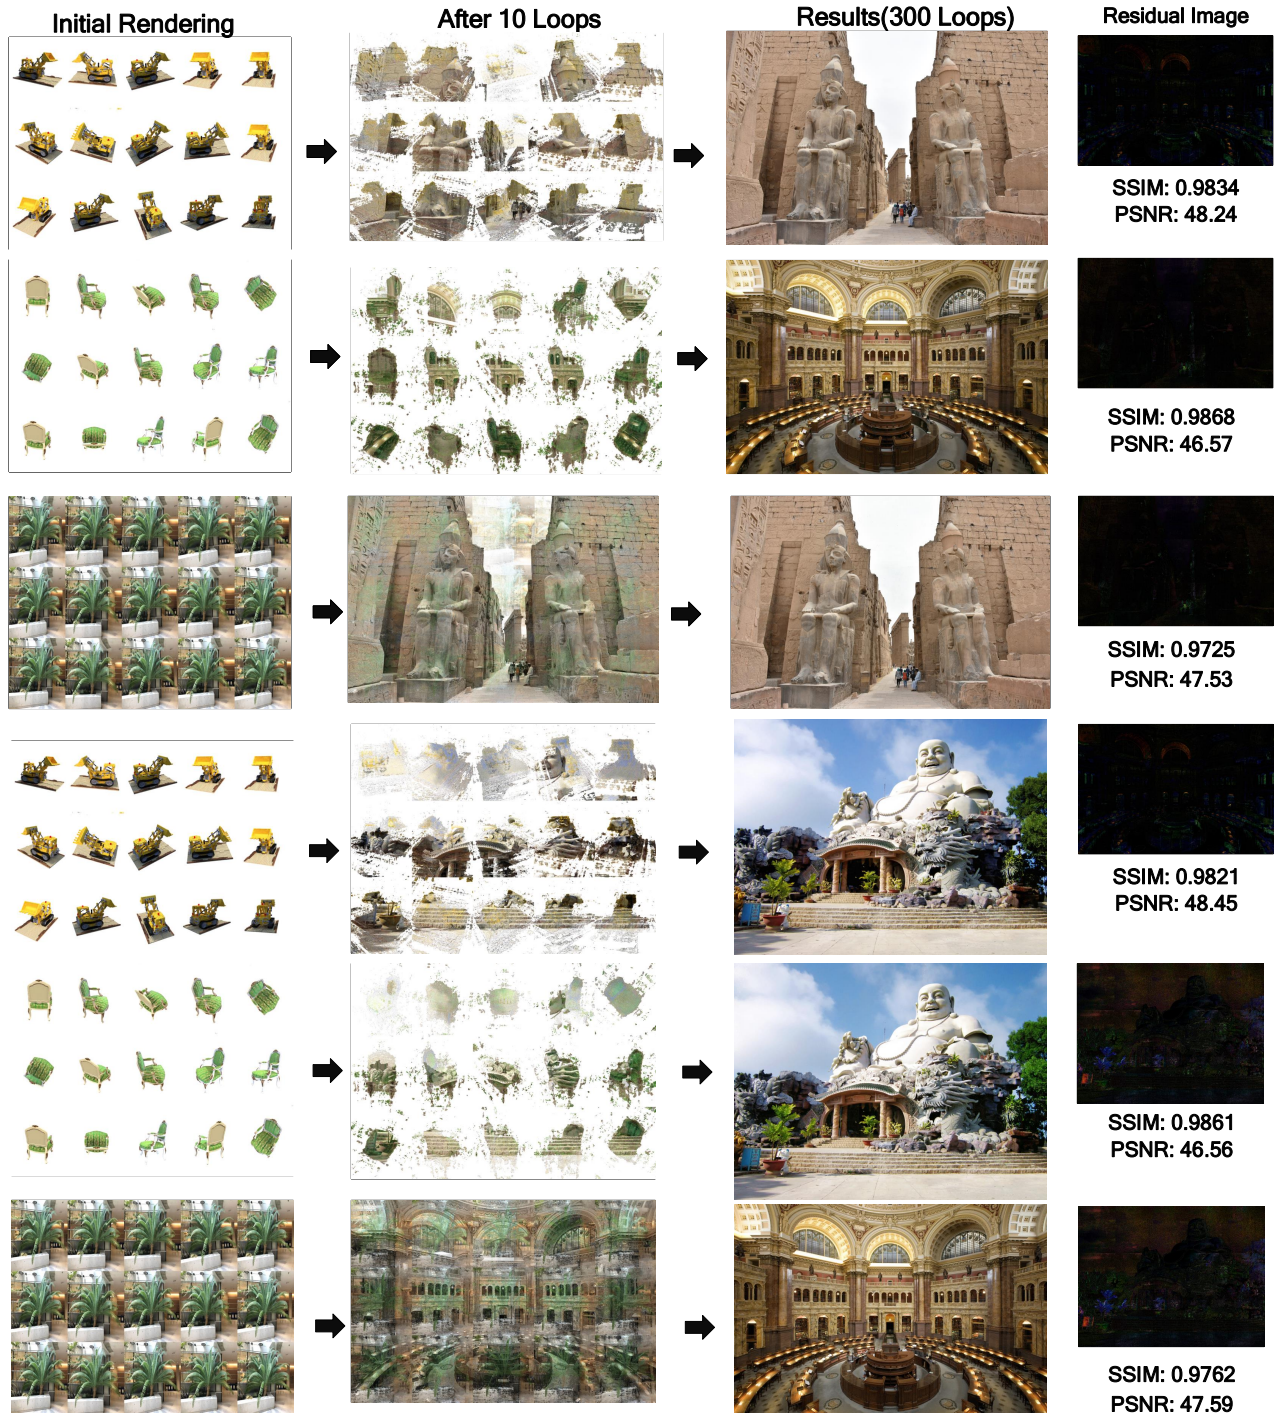 Initial Rendering
After 10 Loops
Results(300 Loops)
Residual Image
SSIM: 0.9834
PSNR: 48.24
SSIM: 0.9868
PSNR: 46.57
SSIM: 0.9725
PSNR: 47.53
SSIM: 0.9821
PSNR: 48.45
SSIM: 0.9861
PSNR: 46.56
SSIM: 0.9762
PSNR: 47.59